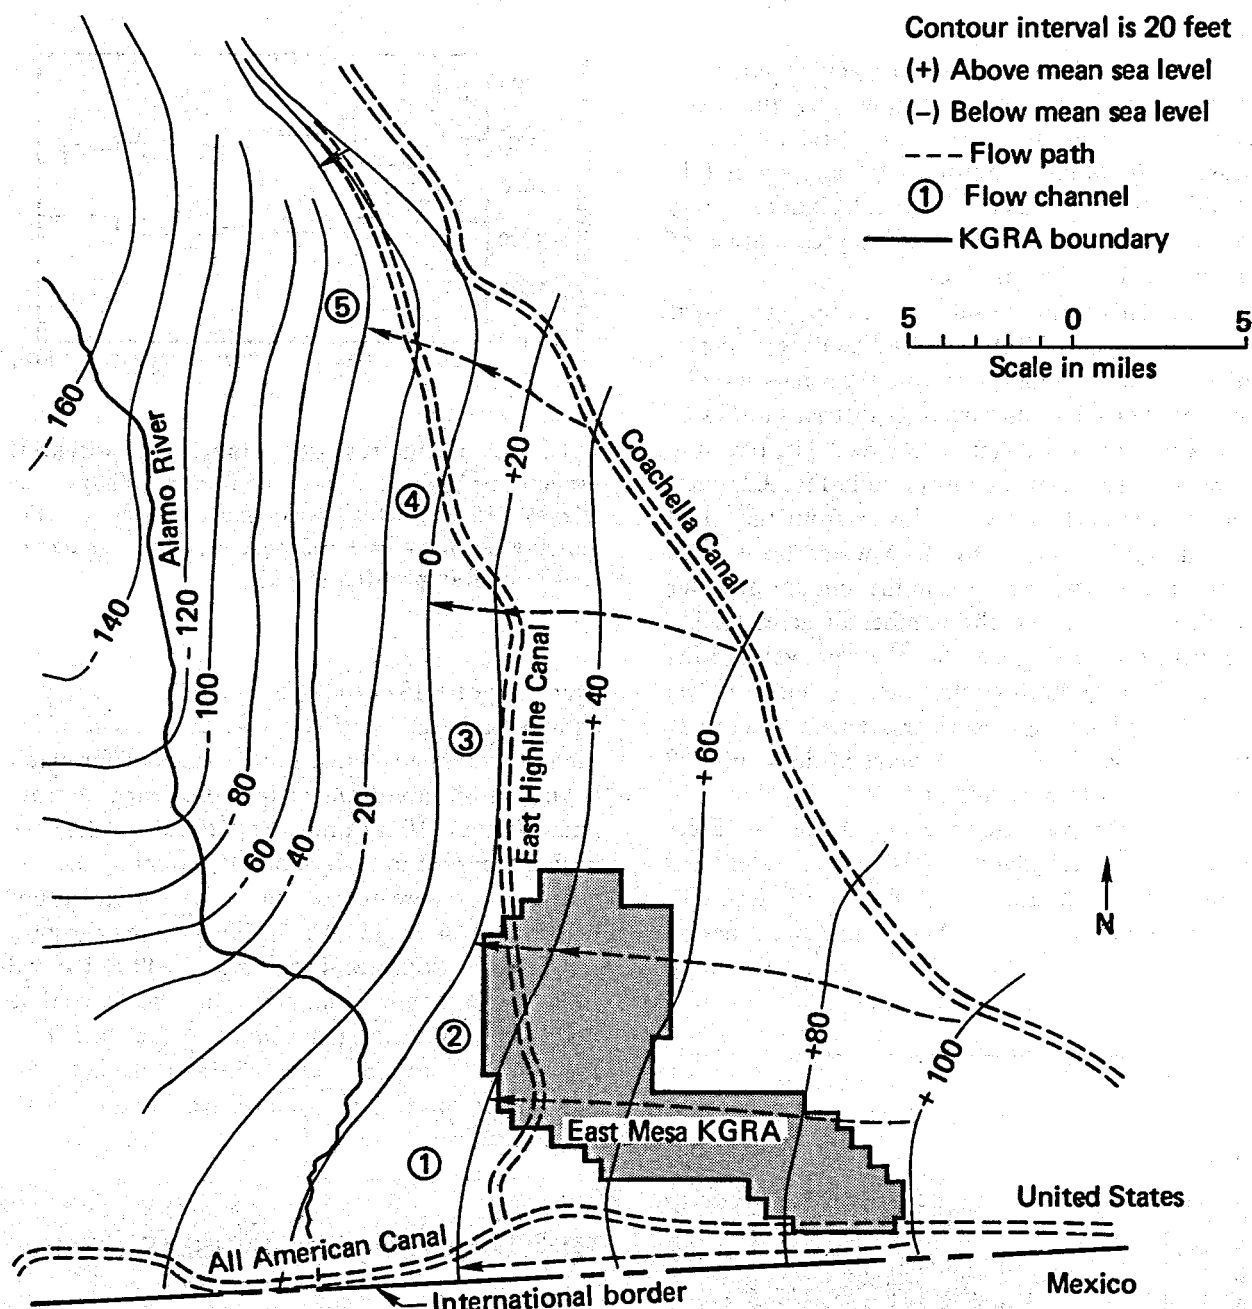 Contour interval is 20 feet
(+) Above mean sea level
(−) Below mean sea level
---- Flow path
① Flow channel
KGRA boundary
5 0 5
Scale in miles
⑤
- 160
Alamo River
+20
Coachella Canal
④
0
- 140
- 120
- 100
+ 40
East Highline Canal
③
+ 60
- 80
- 20
- 60
- 40
N
②
+80
+ 100
East Mesa KGRA
①
United States
All American Canal
Mexico
International border